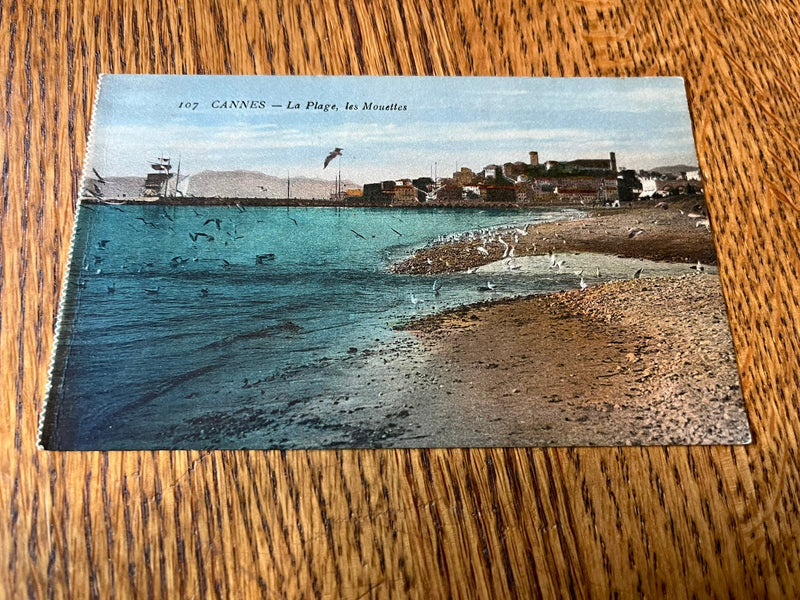 107 CANNES — La Plage, les Mouettes